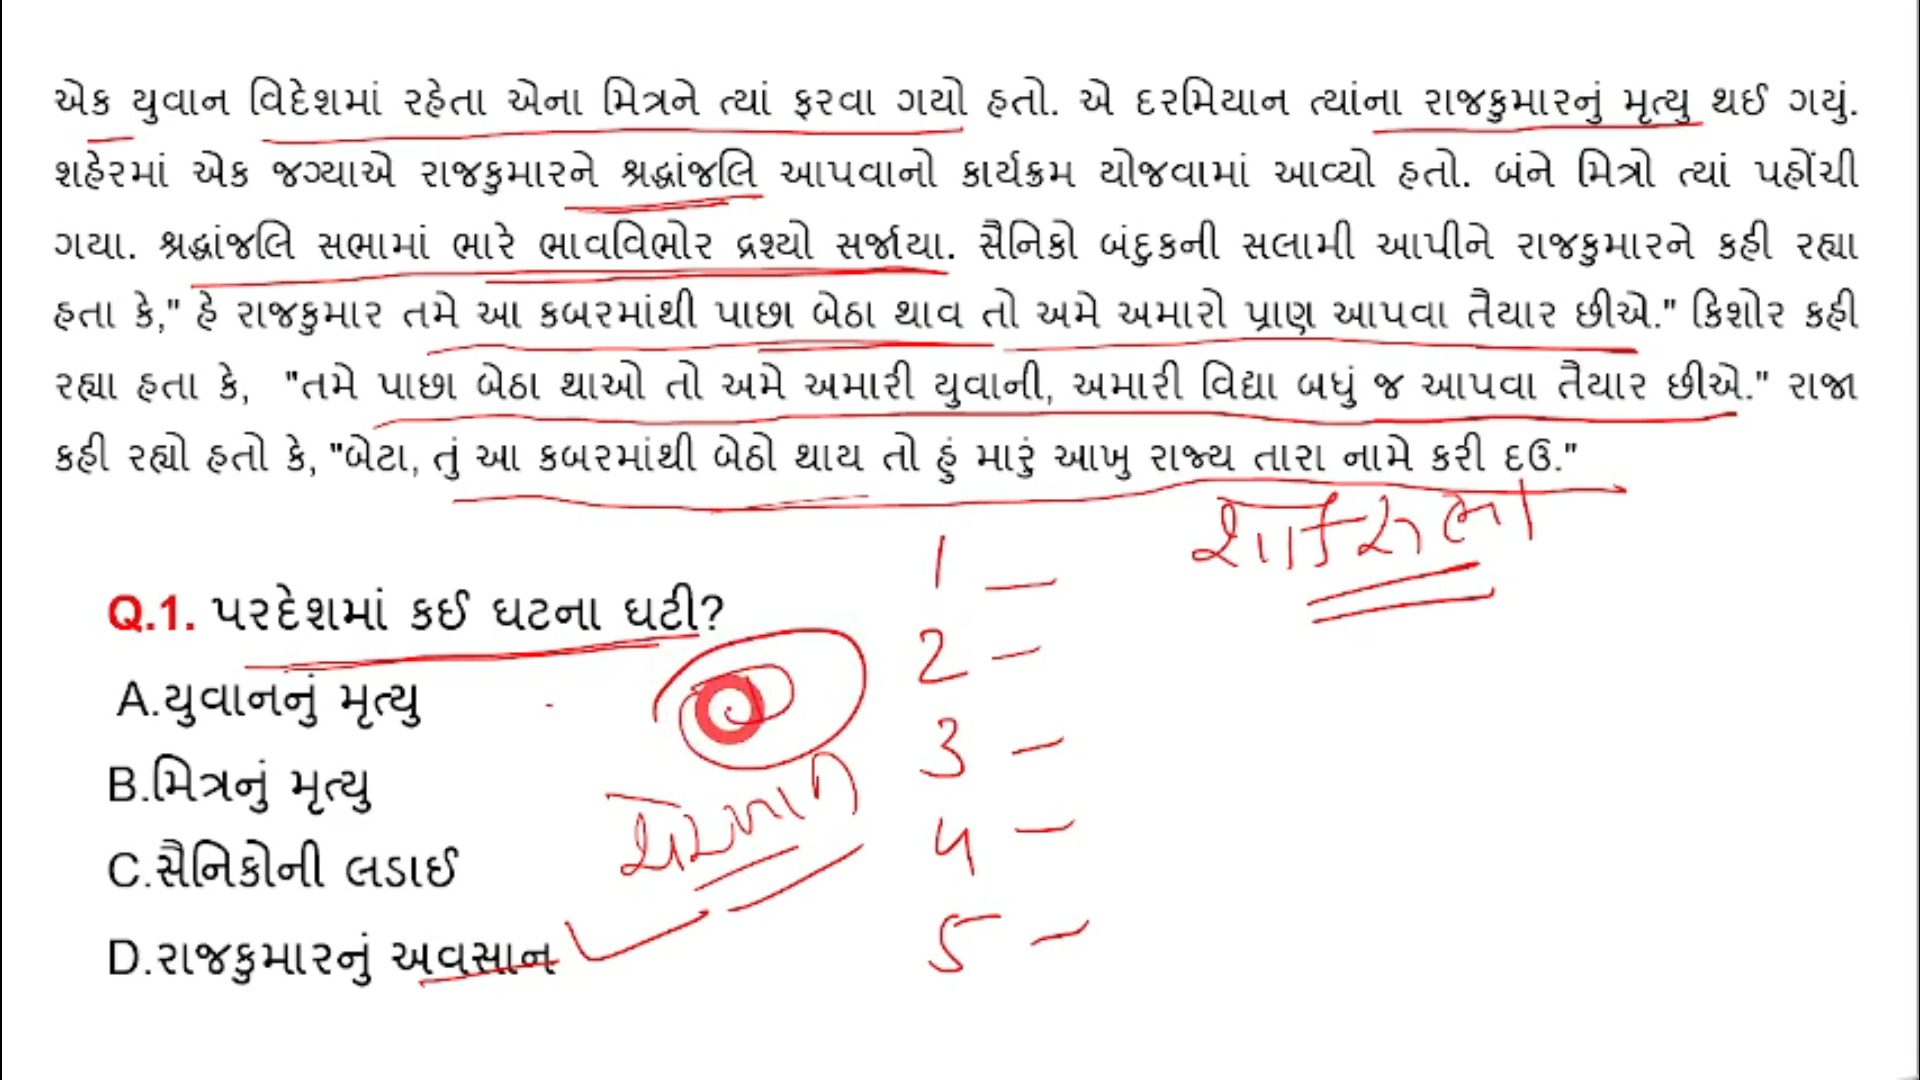 એક યુવાન વિદેશમાં રહેતા એના મિત્રને ત્યાં ફરવા ગયો હતો. એ દરમિયાન ત્યાંના રાજકુમારનું મૃત્યુ થઈ ગયું.
શહેરમાં એક જગ્યાએ રાજકુમારને શ્રદ્ધાંજલિ આપવાનો કાર્યક્રમ યોજવામાં આવ્યો હતો. બંને મિત્રો ત્યાં પહોંચી
ગયા. શ્રદ્ધાંજલિ સભામાં ભારે ભાવવિભોર દ્રશ્યો સર્જાયા. સૈનિકો બંદુકની સલામી આપીને રાજકુમારને કહી રહ્યા
હતા કે," હે રાજકુમાર તમે આ કબરમાંથી પાછા બેઠા થાવ તો અમે અમારો પ્રાણ આપવા તૈયાર છીએ." કિશોર કહી
રહ્યા હતા કે, "તમે પાછા બેઠા થાઓ તો અમે અમારી યુવાની, અમારી વિદ્યા બધું જ આપવા તૈયાર છીએ." રાજા
કહી રહ્યો હતો કે, "બેટા, તું આ કબરમાંથી બેઠો થાય તો હું મારું આખુ રાજ્ય તારા નામે કરી દઉ."
Q.1. પરદેશમાં કઈ ઘટના ઘટી?
A.યુવાનનું મૃત્યુ
B.મિત્રનું મૃત્યુ
C.સૈનિકોની લડાઈ
D.રાજકુમારનું અવસાન
1 –
2 –
3 –
4 –
5 –